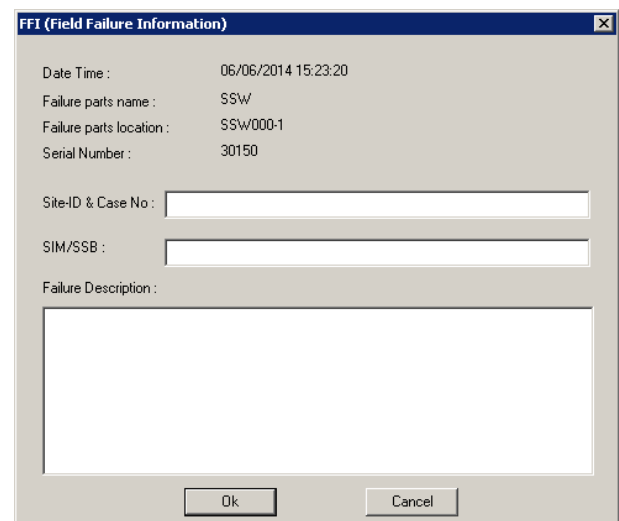 FFI (Field Failure Information)
Date Time : 06/06/2014 15:23:20
Failure parts name : SSW
Failure parts location : SSW000-1
Serial Number : 30150
Site-ID & Case No :
SIM/SSB :
Failure Description :
Ok Cancel